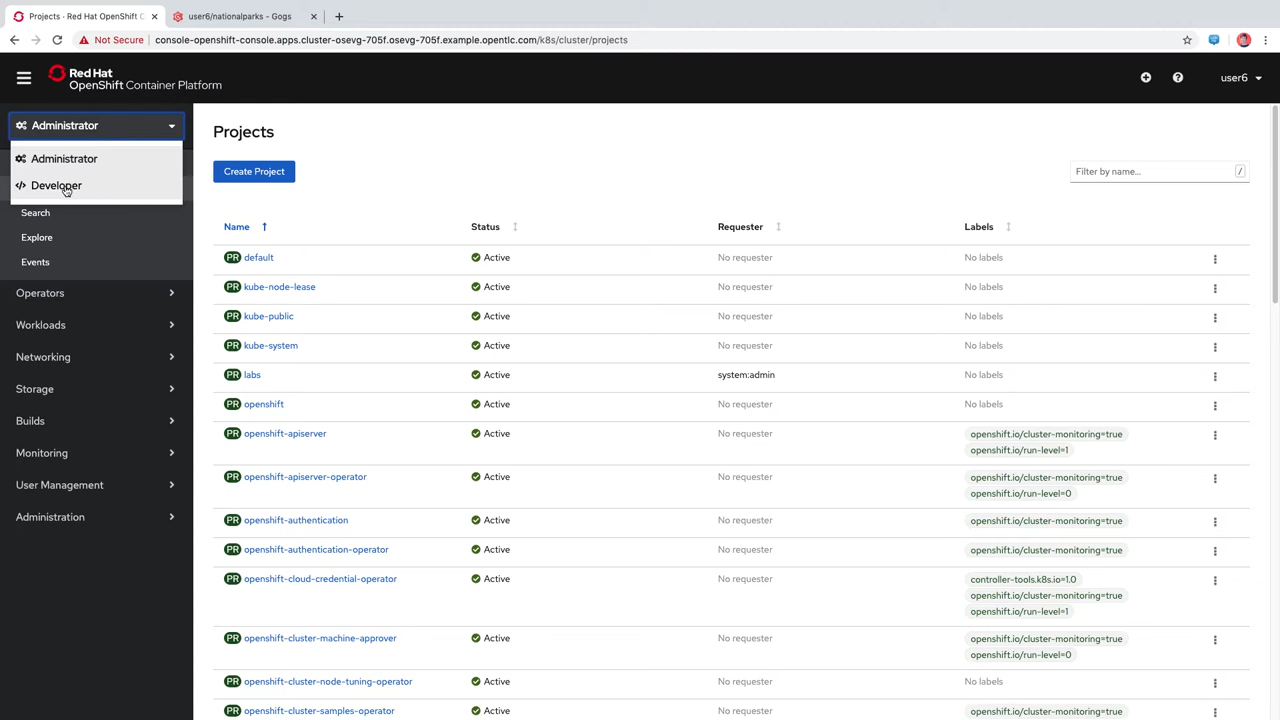 Projects · Red Hat OpenShift C
user6/nationalparks - Gogs
Not Secure
console-openshift-console.apps.cluster-osevg-705f.osevg-705f.example.opentlc.com/k8s/cluster/projects
Red Hat
OpenShift Container Platform
user6
Administrator
Administrator
Developer
Search
Explore
Events
Operators
Workloads
Networking
Storage
Builds
Monitoring
User Management
Administration
Projects
Create Project
Filter by name...
/
Name Status Requester Labels
PR default Active No requester No labels
PR kube-node-lease Active No requester No labels
PR kube-public Active No requester No labels
PR kube-system Active No requester No labels
PR labs Active system:admin No labels
PR openshift Active No requester No labels
PR openshift-apiserver Active No requester openshift.io/cluster-monitoring=true
openshift.io/run-level=1
PR openshift-apiserver-operator Active No requester openshift.io/cluster-monitoring=true
openshift.io/run-level=0
PR openshift-authentication Active No requester openshift.io/cluster-monitoring=true
PR openshift-authentication-operator Active No requester openshift.io/cluster-monitoring=true
PR openshift-cloud-credential-operator Active No requester controller-tools.k8s.io=1.0
openshift.io/cluster-monitoring=true
openshift.io/run-level=1
PR openshift-cluster-machine-approver Active No requester openshift.io/cluster-monitoring=true
openshift.io/run-level=0
PR openshift-cluster-node-tuning-operator Active No requester No labels
PR openshift-cluster-samples-operator Active No requester openshift.io/cluster-monitoring=true